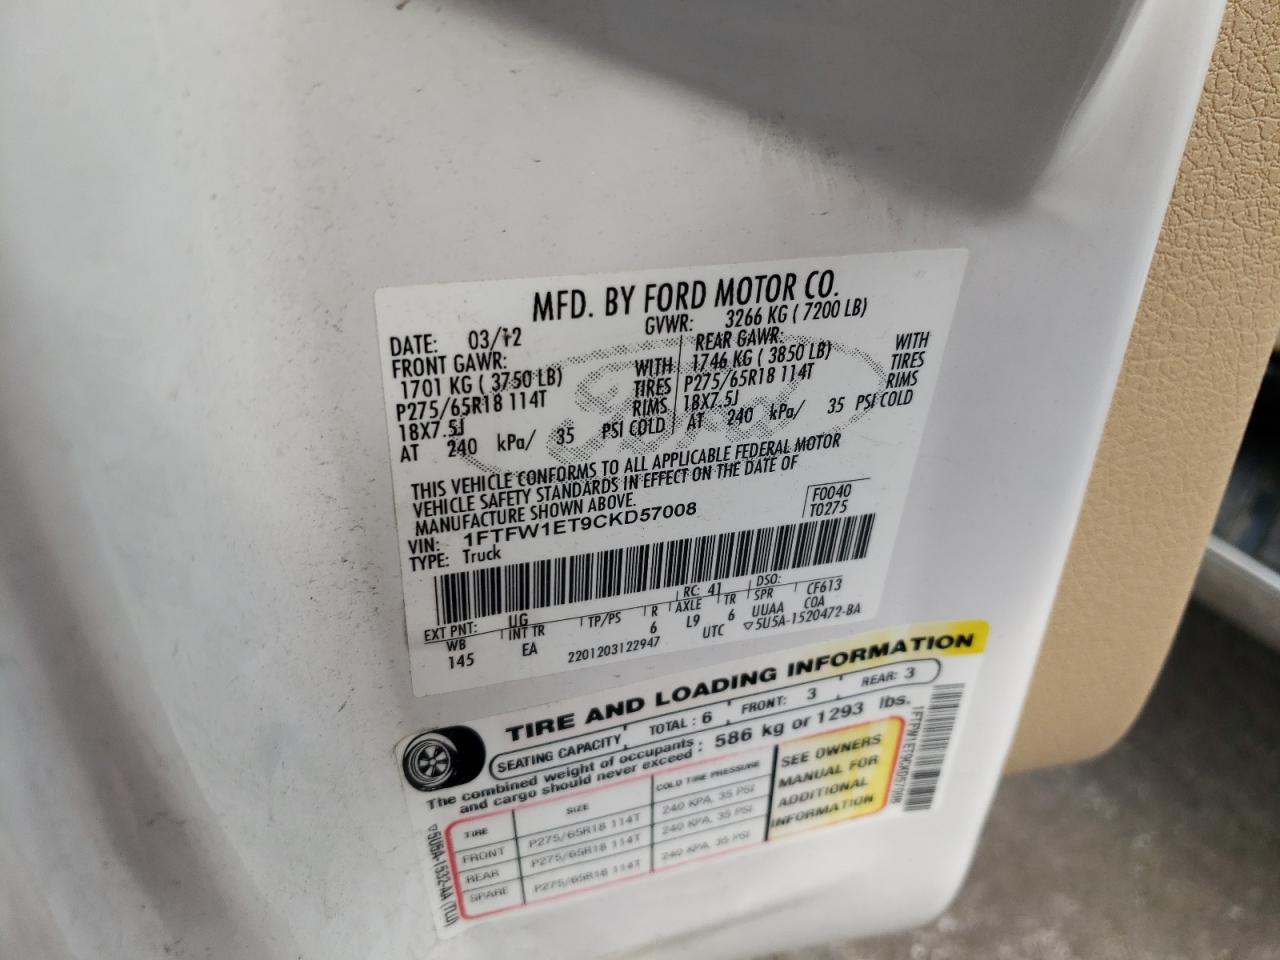 MFD. BY FORD MOTOR CO.
DATE: 03/12 GVWR: 3266 KG ( 7200 LB)
FRONT GAWR: REAR GAWR:
1701 KG ( 3750 LB) WITH 1746 KG ( 3850 LB) WITH
P275/65R18 114T TIRES P275/65R18 114T TIRES
18X7.5J RIMS 18X7.5J RIMS
AT 240 kPa/ 35 PSI COLD AT 240 kPa/ 35 PSI COLD
THIS VEHICLE CONFORMS TO ALL APPLICABLE FEDERAL MOTOR
VEHICLE SAFETY STANDARDS IN EFFECT ON THE DATE OF
MANUFACTURE SHOWN ABOVE.
VIN: 1FTFW1ET9CKD57008 F0040
TYPE: Truck T0275
EXT PNT: UG RC: 41 DSO:
WB INT TR TP/PS R AXLE TR SPR CF613
145 EA 6 L9 6 UUAA COA
2201203122947 UTC ▽5U5A-1520472-BA
TIRE AND LOADING INFORMATION
SEATING CAPACITY TOTAL : 6 FRONT: 3 REAR: 3
The combined weight of occupants : 586 kg or 1293 lbs.
and cargo should never exceed
TIRE SIZE COLD TIRE PRESSURE
FRONT P275/65R18 114T 240 KPA, 35 PSI
REAR P275/65R18 114T 240 KPA, 35 PSI
SPARE P275/65R18 114T 240 KPA, 35 PSI
SEE OWNERS
MANUAL FOR
ADDITIONAL
INFORMATION
1FTFW1ET9CKD57008
▽5U5A-1532-AA (TLU)
Ford